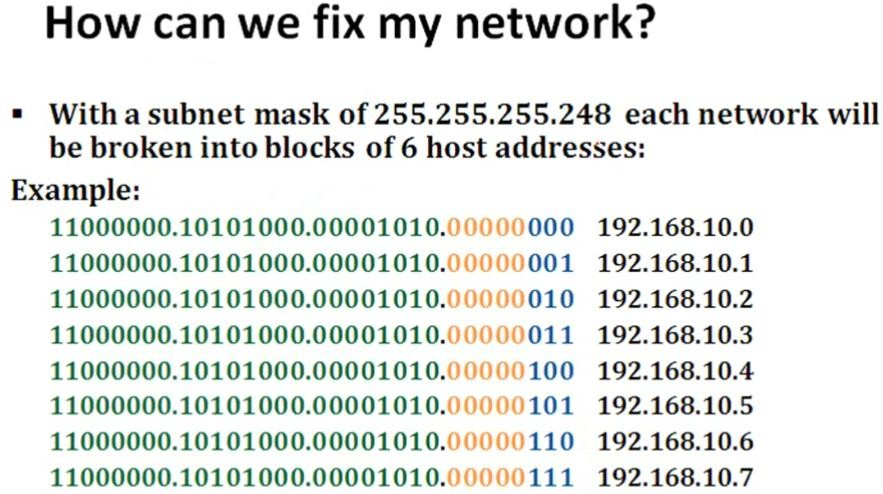 How can we fix my network?
▪ With a subnet mask of 255.255.255.248 each network will
be broken into blocks of 6 host addresses:
Example:
11000000.10101000.00001010.00000000 192.168.10.0
11000000.10101000.00001010.00000001 192.168.10.1
11000000.10101000.00001010.00000010 192.168.10.2
11000000.10101000.00001010.00000011 192.168.10.3
11000000.10101000.00001010.00000100 192.168.10.4
11000000.10101000.00001010.00000101 192.168.10.5
11000000.10101000.00001010.00000110 192.168.10.6
11000000.10101000.00001010.00000111 192.168.10.7